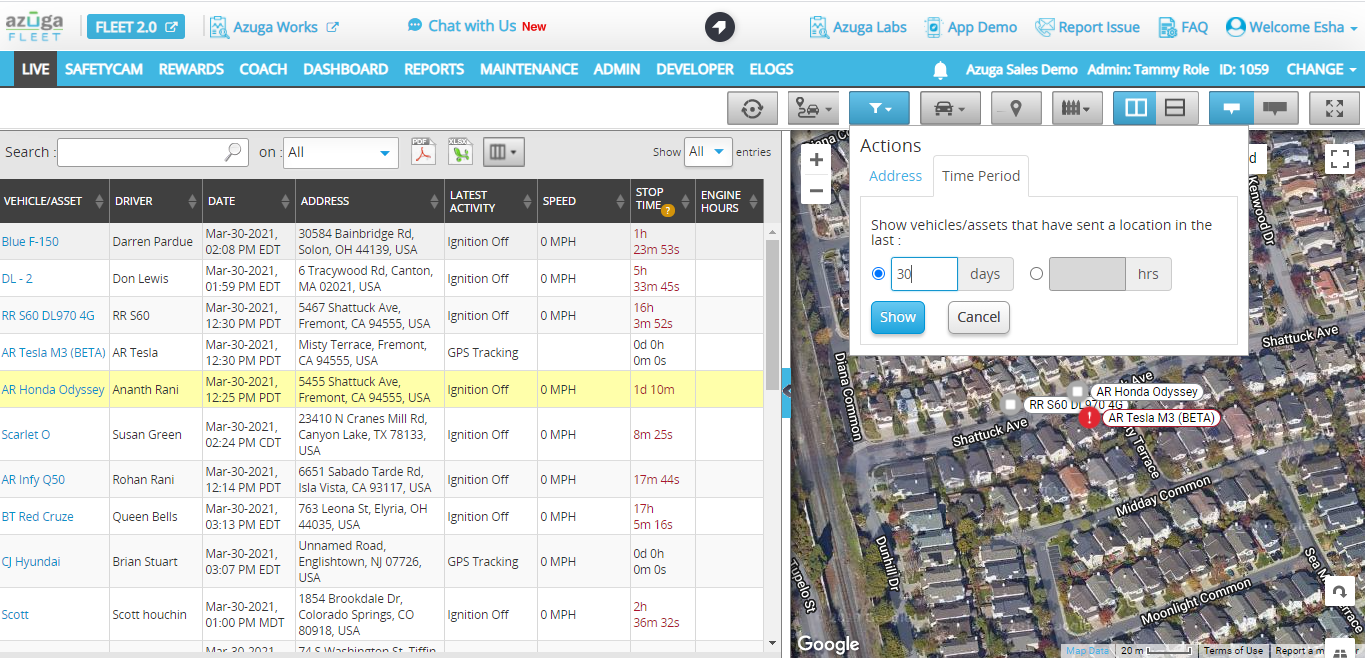 azuga
FLEET
FLEET 2.0
Azuga Works
Chat with Us New
Azuga Labs
App Demo
Report Issue
FAQ
Welcome Esha
LIVE SAFETYCAM REWARDS COACH DASHBOARD REPORTS MAINTENANCE ADMIN DEVELOPER ELOGS
Azuga Sales Demo Admin: Tammy Role ID: 1059 CHANGE
Search : on : All
PDF
XLSX
Show All entries
VEHICLE/ASSET DRIVER DATE ADDRESS LATEST ACTIVITY SPEED STOP TIME ? ENGINE HOURS
Blue F-150 Darren Pardue Mar-30-2021, 02:08 PM EDT 30584 Bainbridge Rd, Solon, OH 44139, USA Ignition Off 0 MPH 1h 23m 53s
DL - 2 Don Lewis Mar-30-2021, 01:59 PM EDT 6 Tracywood Rd, Canton, MA 02021, USA Ignition Off 0 MPH 5h 33m 45s
RR S60 DL970 4G RR S60 Mar-30-2021, 12:30 PM PDT 5467 Shattuck Ave, Fremont, CA 94555, USA Ignition Off 0 MPH 16h 3m 52s
AR Tesla M3 (BETA) AR Tesla Mar-30-2021, 12:30 PM PDT Misty Terrace, Fremont, CA 94555, USA GPS Tracking 0 MPH 0d 0h 0m 0s
AR Honda Odyssey Ananth Rani Mar-30-2021, 12:25 PM PDT 5455 Shattuck Ave, Fremont, CA 94555, USA Ignition Off 0 MPH 1d 10m
Scarlet O Susan Green Mar-30-2021, 02:24 PM CDT 23410 N Cranes Mill Rd, Canyon Lake, TX 78133, USA Ignition Off 0 MPH 8m 25s
AR Infy Q50 Rohan Rani Mar-30-2021, 12:14 PM PDT 6651 Sabado Tarde Rd, Isla Vista, CA 93117, USA Ignition Off 0 MPH 17m 44s
BT Red Cruze Queen Bells Mar-30-2021, 03:13 PM EDT 763 Leona St, Elyria, OH 44035, USA Ignition Off 0 MPH 17h 5m 16s
CJ Hyundai Brian Stuart Mar-30-2021, 03:07 PM EDT Unnamed Road, Englishtown, NJ 07726, USA GPS Tracking 0 MPH 0d 0h 0m 0s
Scott Scott houchin Mar-30-2021, 01:00 PM MDT 1854 Brookdale Dr, Colorado Springs, CO 80918, USA Ignition Off 0 MPH 2h 36m 32s
Mar-30-2021, 74 S Washington St, Tiffin
Actions
Address Time Period
Show vehicles/assets that have sent a location in the
last :
30 days hrs
Show Cancel
d
Kenwood Dr
Shattuck Ave
Diana Common
AR Honda Odyssey
RR S60 DL970 4G
AR Tesla M3 (BETA)
Shattuck Ave
Terrace
Midday Common
Dunhill Dr
Tupelo St
Moonlight Common
Google
Map Data 20 m Terms of Use Report a m